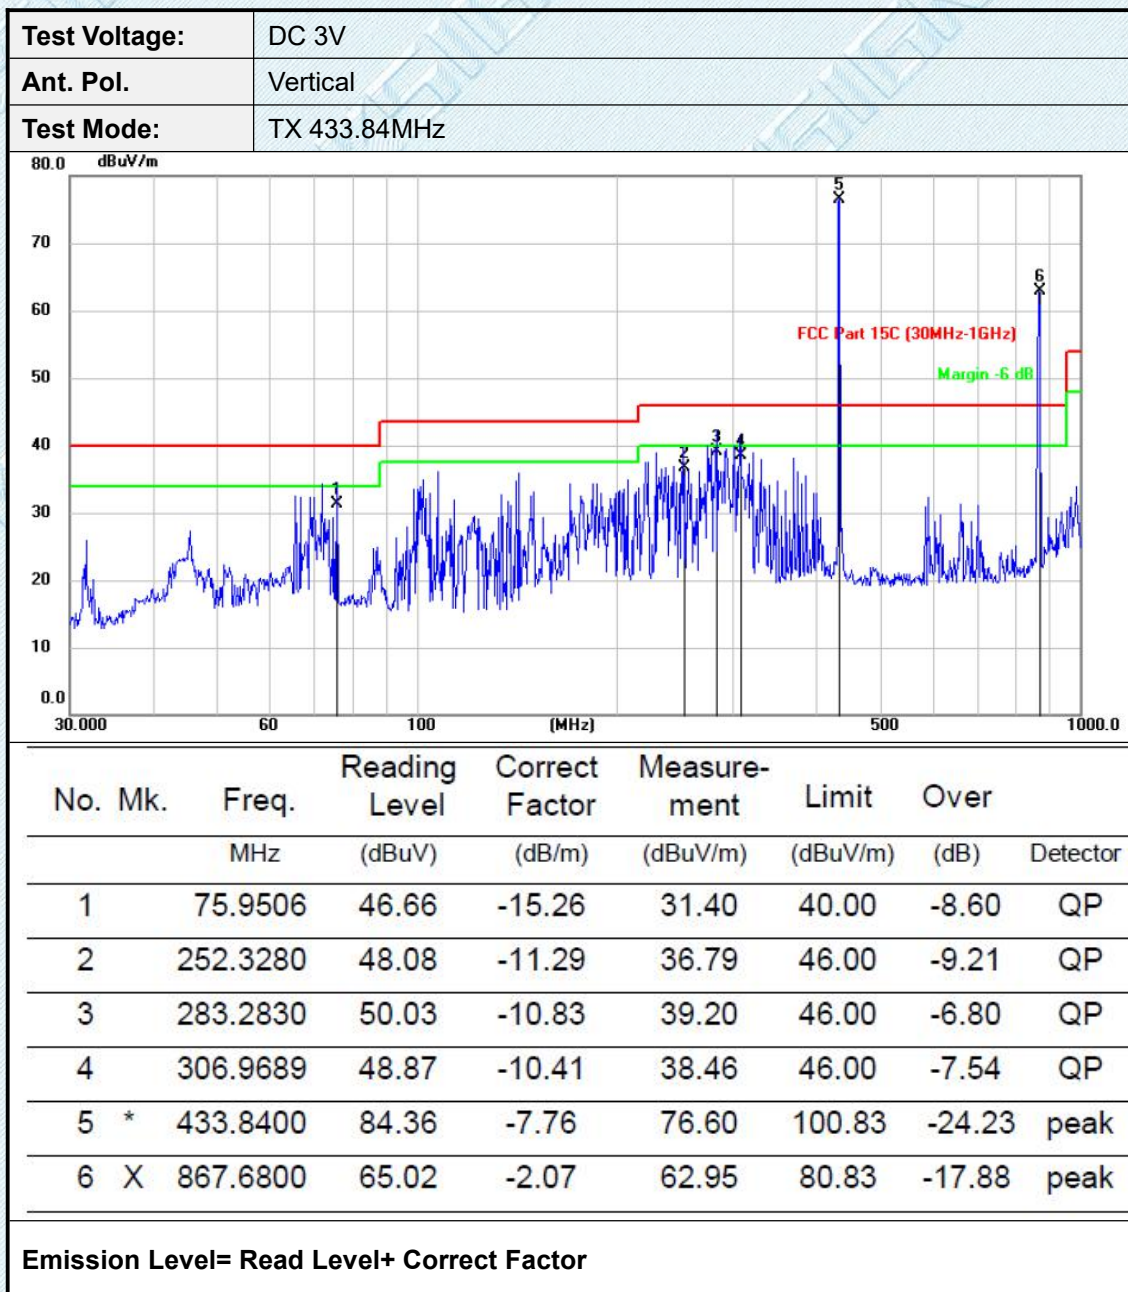 Test Voltage: DC 3V
Ant. Pol. Vertical
Test Mode: TX 433.84MHz
80.0 dBuV/m
5
70
6
60
FCC Part 15C (30MHz-1GHz)
50
Margin -6 dB
40
3
4
2
1
30
20
10
0.0
30.000 60 100 (MHz) 500 1000.0
No. Mk. Freq. Reading Level Correct Factor Measure-ment Limit Over
MHz (dBuV) (dB/m) (dBuV/m) (dBuV/m) (dB) Detector
1 75.9506 46.66 -15.26 31.40 40.00 -8.60 QP
2 252.3280 48.08 -11.29 36.79 46.00 -9.21 QP
3 283.2830 50.03 -10.83 39.20 46.00 -6.80 QP
4 306.9689 48.87 -10.41 38.46 46.00 -7.54 QP
5 * 433.8400 84.36 -7.76 76.60 100.83 -24.23 peak
6 X 867.6800 65.02 -2.07 62.95 80.83 -17.88 peak
Emission Level= Read Level+ Correct Factor